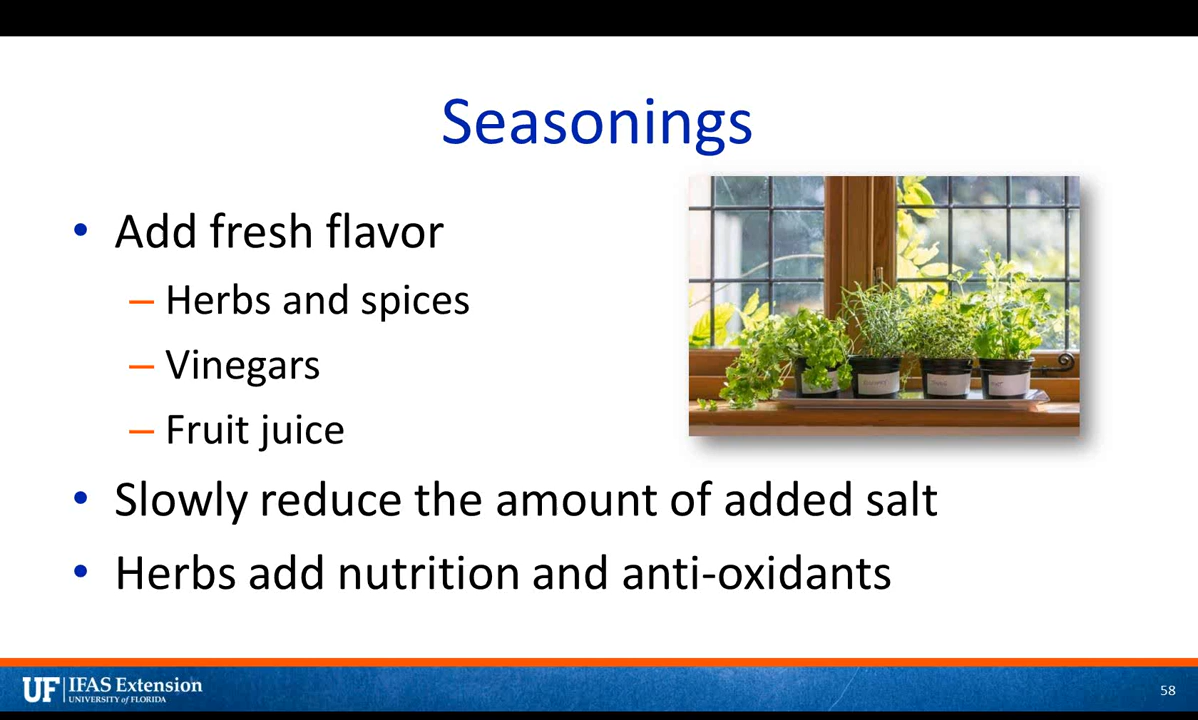 Seasonings
• Add fresh flavor
– Herbs and spices
– Vinegars
– Fruit juice
• Slowly reduce the amount of added salt
• Herbs add nutrition and anti-oxidants
UF IFAS Extension
UNIVERSITY of FLORIDA
58